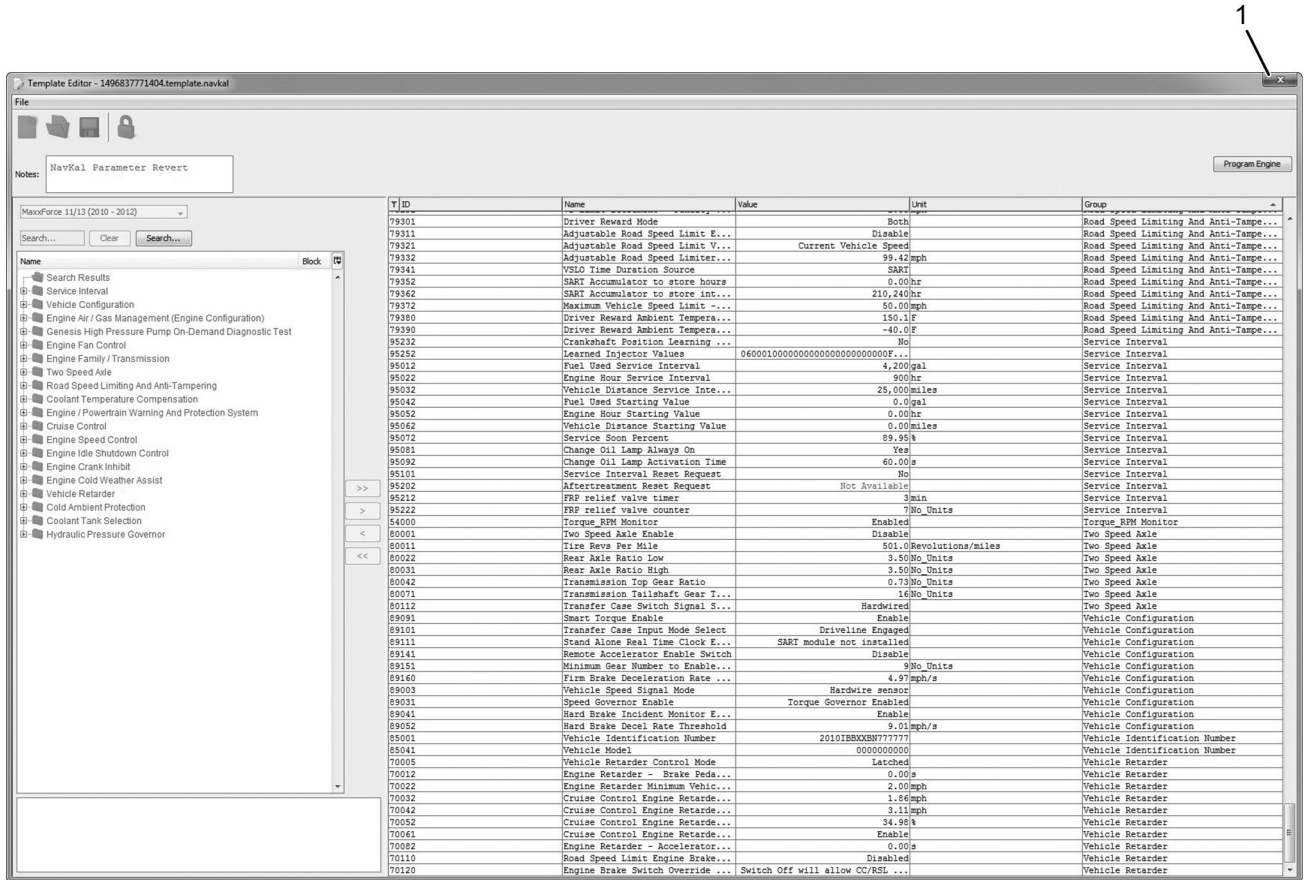 1
Template Editor - 1496837771404.template.navkal
x
File
Notes: NavKal Parameter Revert
Program Engine
MaxxForce 11/13 (2010 - 2012)
Search... Clear Search...
Name Block
Search Results
Service Interval
Vehicle Configuration
Engine Air / Gas Management (Engine Configuration)
Genesis High Pressure Pump On-Demand Diagnostic Test
Engine Fan Control
Engine Family / Transmission
Two Speed Axle
Road Speed Limiting And Anti-Tampering
Coolant Temperature Compensation
Engine / Powertrain Warning And Protection System
Cruise Control
Engine Speed Control
Engine Idle Shutdown Control
Engine Crank Inhibit
Engine Cold Weather Assist
Vehicle Retarder
Cold Ambient Protection
Coolant Tank Selection
Hydraulic Pressure Governor
>>
>
<
<<
T ID Name Value Unit Group
79301 Driver Reward Mode Both Road Speed Limiting And Anti-Tampe...
79311 Adjustable Road Speed Limit E... Disable Road Speed Limiting And Anti-Tampe...
79321 Adjustable Road Speed Limit V... Current Vehicle Speed Road Speed Limiting And Anti-Tampe...
79332 Adjustable Road Speed Limiter... 99.42 mph Road Speed Limiting And Anti-Tampe...
79341 VSLO Time Duration Source SART Road Speed Limiting And Anti-Tampe...
79352 SART Accumulator to store hours 0.00 hr Road Speed Limiting And Anti-Tampe...
79362 SART Accumulator to store int... 210,240 hr Road Speed Limiting And Anti-Tampe...
79372 Maximum Vehicle Speed Limit -... 50.00 mph Road Speed Limiting And Anti-Tampe...
79380 Driver Reward Ambient Tempera... 150.1 F Road Speed Limiting And Anti-Tampe...
79390 Driver Reward Ambient Tempera... -40.0 F Road Speed Limiting And Anti-Tampe...
95232 Crankshaft Position Learning ... No Service Interval
95252 Learned Injector Values Service Interval
95012 Fuel Used Service Interval 4,200 gal Service Interval
95022 Engine Hour Service Interval 900 hr Service Interval
95032 Vehicle Distance Service Inte... 25,000 miles Service Interval
95042 Fuel Used Starting Value 0.0 gal Service Interval
95052 Engine Hour Starting Value 0.00 hr Service Interval
95062 Vehicle Distance Starting Value 0.00 miles Service Interval
95072 Service Soon Percent 89.95 % Service Interval
95081 Change Oil Lamp Always On Yes Service Interval
95092 Change Oil Lamp Activation Time 60.00 s Service Interval
95101 Service Interval Reset Request No Service Interval
95202 Aftertreatment Reset Request Not Available Service Interval
95212 FRP relief valve timer 3 min Service Interval
95222 FRP relief valve counter 7 No_Units Service Interval
54000 Torque_RPM Monitor Enabled Torque_RPM Monitor
80001 Two Speed Axle Enable Disable Two Speed Axle
80011 Tire Revs Per Mile 501.0 Revolutions/miles Two Speed Axle
80022 Rear Axle Ratio Low 3.50 No_Units Two Speed Axle
80031 Rear Axle Ratio High 3.50 No_Units Two Speed Axle
80042 Transmission Top Gear Ratio 0.73 No_Units Two Speed Axle
80071 Transmission Tailshaft Gear T... 16 No_Units Two Speed Axle
80112 Transfer Case Switch Signal S... Hardwired Two Speed Axle
89091 Smart Torque Enable Enable Vehicle Configuration
89101 Transfer Case Input Mode Select Driveline Engaged Vehicle Configuration
89111 Stand Alone Real Time Clock E... SART module not installed Vehicle Configuration
89141 Remote Accelerator Enable Switch Disable Vehicle Configuration
89151 Minimum Gear Number to Enable... 9 No_Units Vehicle Configuration
89160 Firm Brake Deceleration Rate ... 4.97 mph/s Vehicle Configuration
89003 Vehicle Speed Signal Mode Hardwire sensor Vehicle Configuration
89031 Speed Governor Enable Torque Governor Enabled Vehicle Configuration
89041 Hard Brake Incident Monitor E... Enable Vehicle Configuration
89052 Hard Brake Decel Rate Threshold 9.01 mph/s Vehicle Configuration
85001 Vehicle Identification Number 2010IBBXXBN777777 Vehicle Identification Number
85041 Vehicle Model 0000000000 Vehicle Identification Number
70005 Vehicle Retarder Control Mode Latched Vehicle Retarder
70012 Engine Retarder - Brake Peda... 0.00 s Vehicle Retarder
70022 Engine Retarder Minimum Vehic... 2.00 mph Vehicle Retarder
70032 Cruise Control Engine Retarde... 1.86 mph Vehicle Retarder
70042 Cruise Control Engine Retarde... 3.11 mph Vehicle Retarder
70052 Cruise Control Engine Retarde... 34.98 % Vehicle Retarder
70061 Cruise Control Engine Retarde... Enable Vehicle Retarder
70082 Engine Retarder - Accelerator... 0.00 s Vehicle Retarder
70110 Road Speed Limit Engine Brake... Disabled Vehicle Retarder
70120 Engine Brake Switch Override ... Switch Off will allow CC/RSL ... Vehicle Retarder